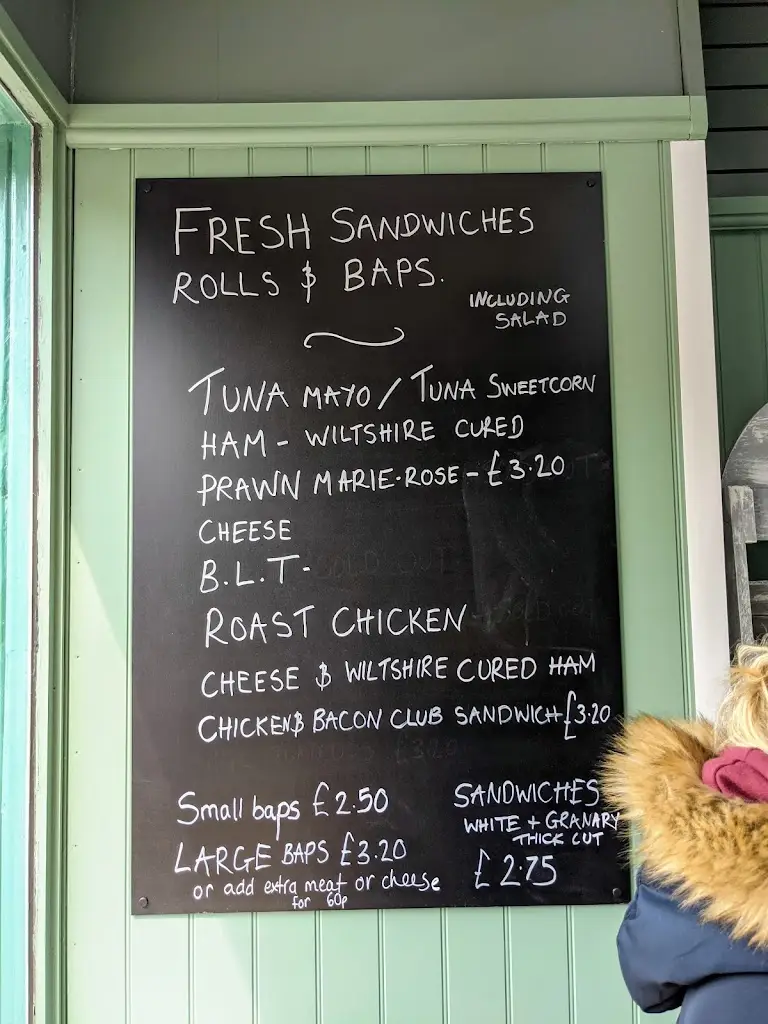 FRESH SANDWICHES
ROLLS & BAPS.
INCLUDING
SALAD
TUNA MAYO / TUNA SWEETCORN
HAM - WILTSHIRE CURED
PRAWN MARIE-ROSE - £3.20
CHEESE
B.L.T-
ROAST CHICKEN
CHEESE & WILTSHIRE CURED HAM
CHICKEN & BACON CLUB SANDWICH £3.20
Small baps £2.50
LARGE BAPS £3.20
or add extra meat or cheese
for 60p
SANDWICHES
WHITE + GRANARY
THICK CUT
£2.75